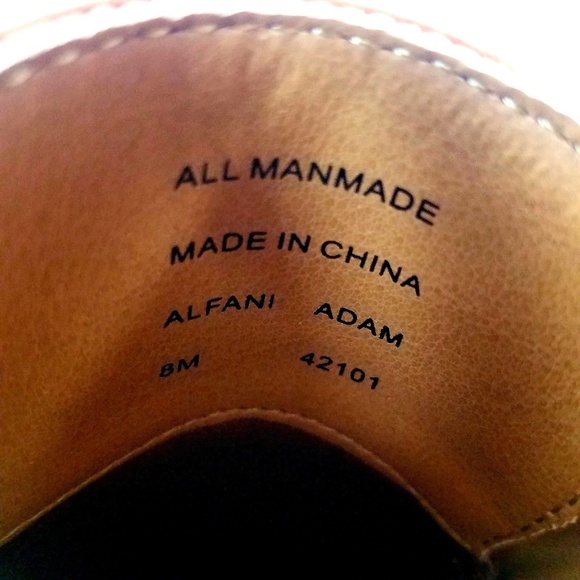 ALL MANMADE
MADE IN CHINA
ALFANI ADAM
8M 42101